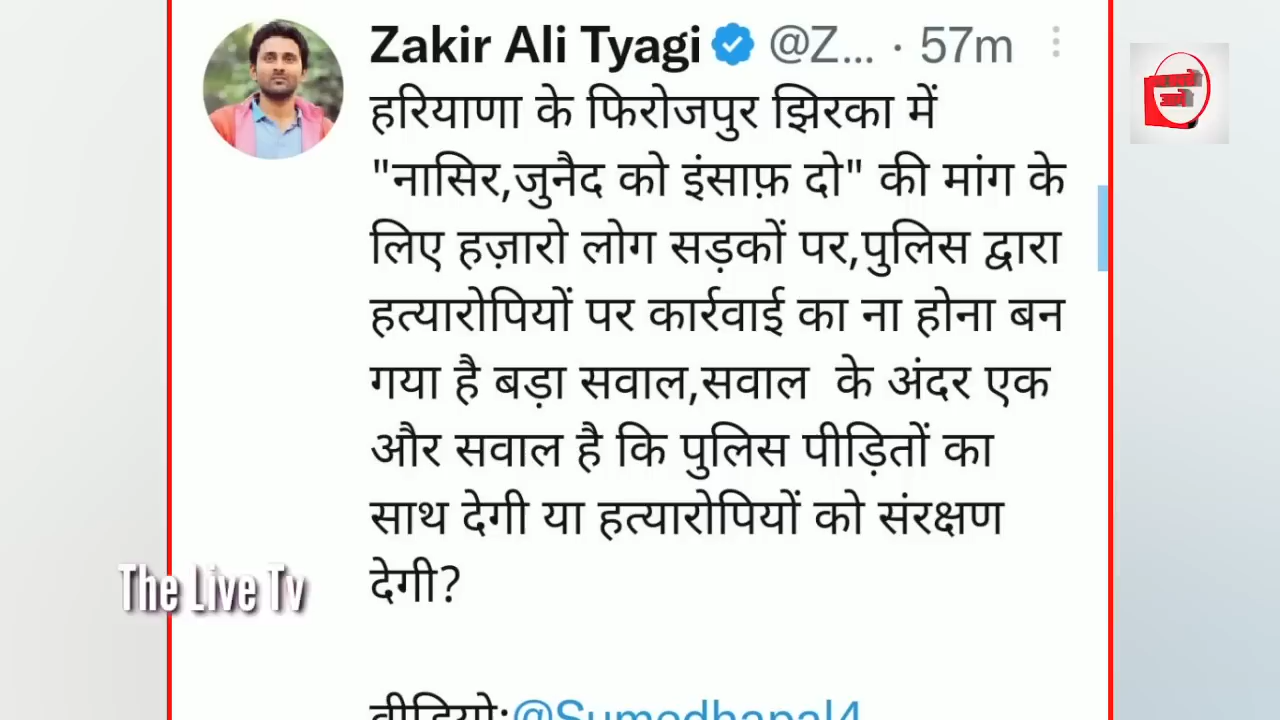 Zakir Ali Tyagi @Z... · 57m
हरियाणा के फिरोजपुर झिरका में
"नासिर,जुनैद को इंसाफ़ दो" की मांग के
लिए हज़ारो लोग सड़कों पर,पुलिस द्वारा
हत्यारोपियों पर कार्रवाई का ना होना बन
गया है बड़ा सवाल,सवाल के अंदर एक
और सवाल है कि पुलिस पीड़ितों का
साथ देगी या हत्यारोपियों को संरक्षण
देगी?
The Live Tv
वीडियो:@Sumedhapal4